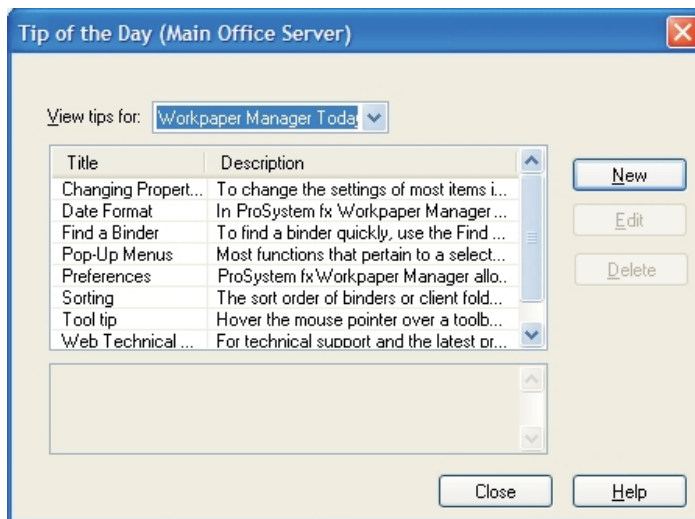 Tip of the Day (Main Office Server)
View tips for: Workpaper Manager Today
Title Description
Changing Propert... To change the settings of most items i...
New
Date Format In ProSystem fx Workpaper Manager ...
Edit
Find a Binder To find a binder quickly, use the Find ...
Pop-Up Menus Most functions that pertain to a select...
Delete
Preferences ProSystem fxWorkpaper Manager allo...
Sorting The sort order of binders or client fold...
Tool tip Hover the mouse pointer over a toolb...
Web Technical ... For technical support and the latest pr...
Close Help